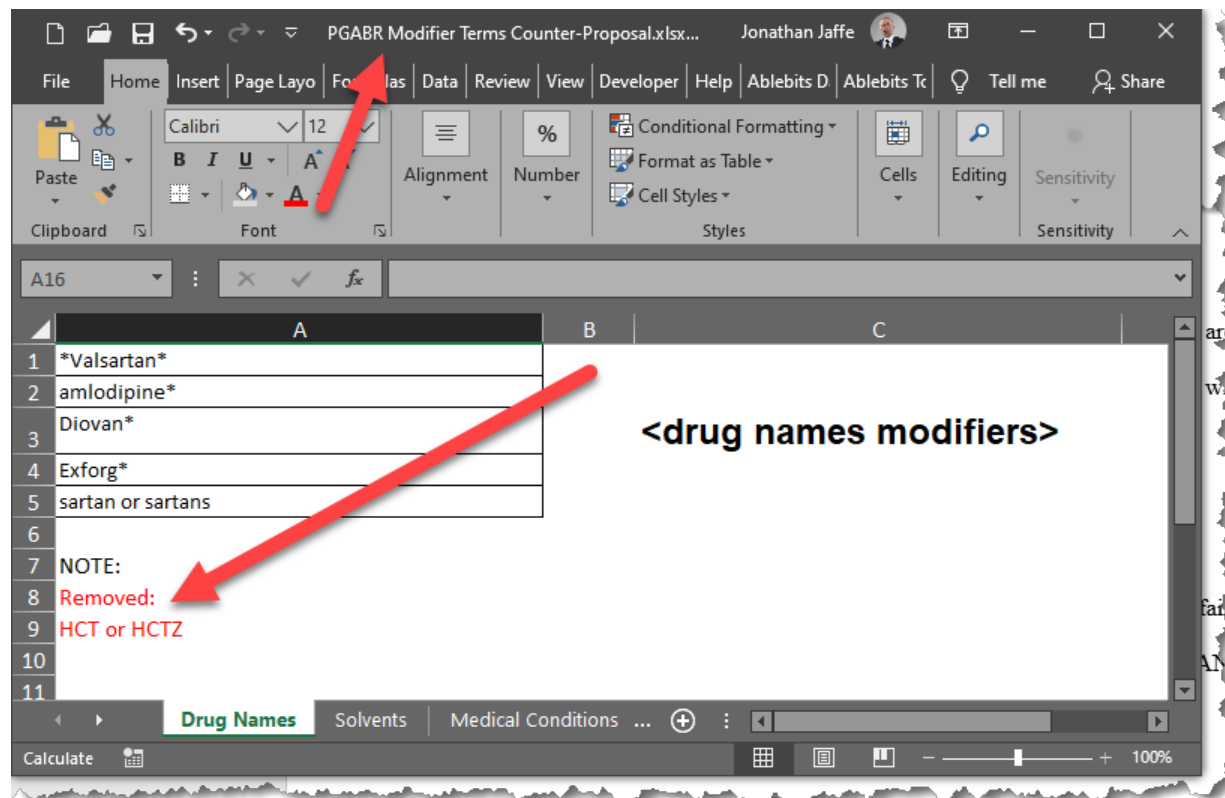 PGABR Modifier Terms Counter-Proposal.xlsx... Jonathan Jaffe
File Home Insert Page Layo Data Review View Developer Help Ablebits D Ablebits To Tell me Share
Calibri 12
B I U A
A
Paste
Alignment
%
Number
Conditional Formatting
Format as Table
Cell Styles
Cells
Editing
Sensitivity
Clipboard Font Styles Sensitivity
A16 fx
A B C
1 *Valsartan*
2 amlodipine*
3 Diovan*
<drug names modifiers>
4 Exforg*
5 sartan or sartans
6
7 NOTE:
8 Removed:
9 HCT or HCTZ
10
11
Drug Names Solvents Medical Conditions ...
Calculate 100%